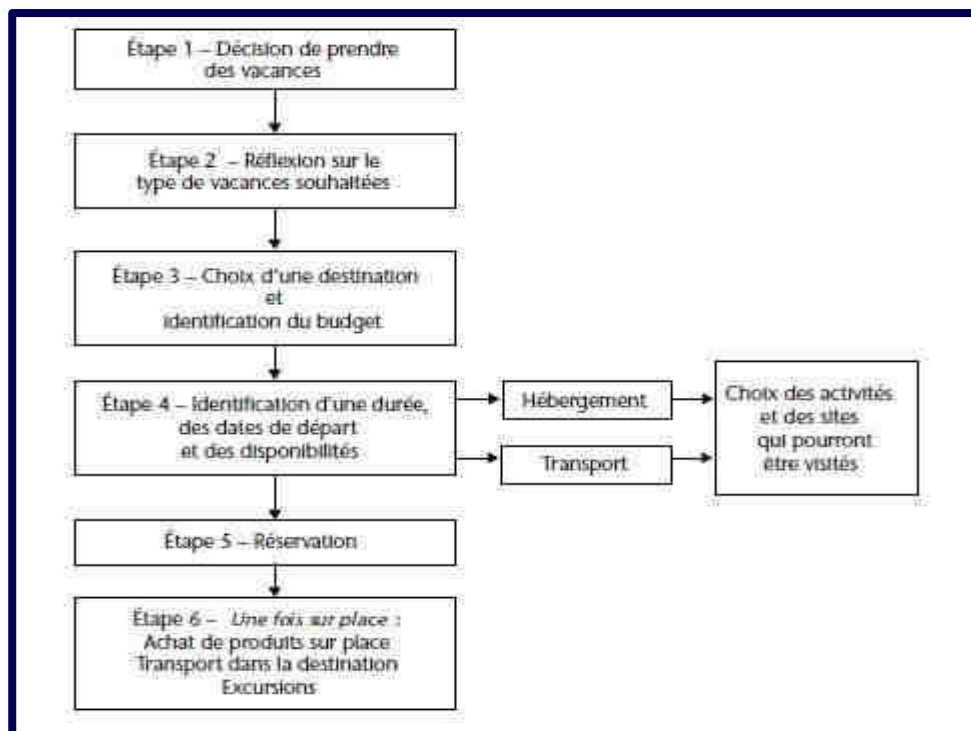 Étape 1 – Décision de prendre
des vacances
Étape 2 – Réflexion sur le
type de vacances souhaitées
Étape 3 – Choix d'une destination
et
identification du budget
Étape 4 – Identification d'une durée,
des dates de départ
et des disponibilités
Hébergement
Transport
Choix des activités
et des sites
qui pourront
être visités
Étape 5 – Réservation
Étape 6 – Une fois sur place :
Achat de produits sur place
Transport dans la destination
Excursions